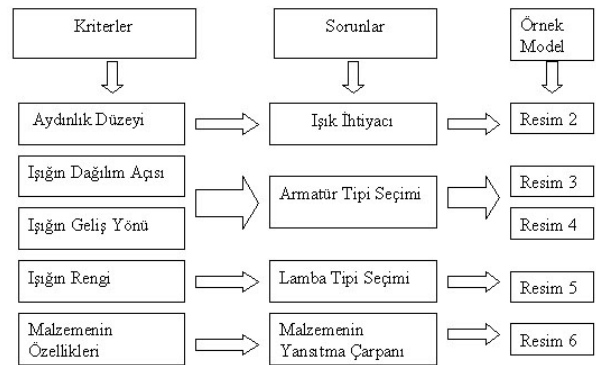 Kriterler
Sorunlar
Örnek
Model
Aydınlık Düzeyi
Işık İhtiyacı
Resim 2
Işığın Dağılım Açısı
Işığın Geliş Yönü
Armatür Tipi Seçimi
Resim 3
Resim 4
Işığın Rengi
Lamba Tipi Seçimi
Resim 5
Malzemenin
Özellikleri
Malzemenin
Yansıtma Çarpanı
Resim 6